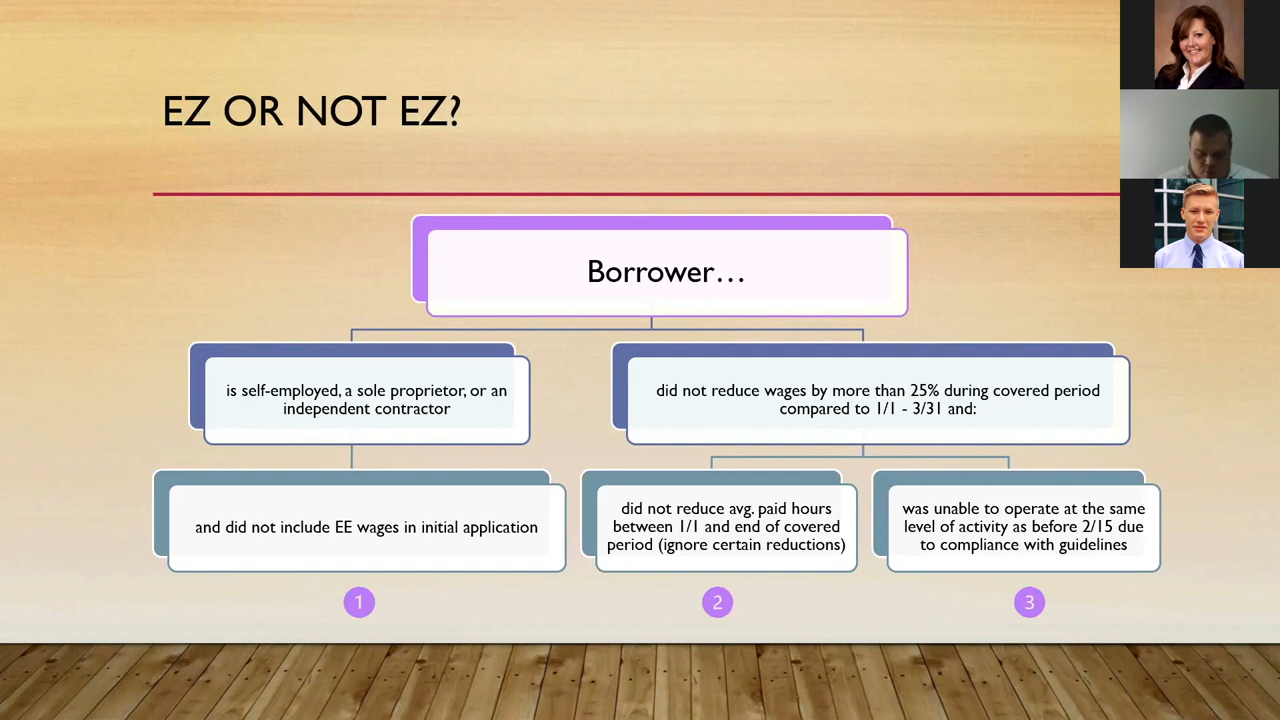 EZ OR NOT EZ?
Borrower…
is self-employed, a sole proprietor, or an
independent contractor
did not reduce wages by more than 25% during covered period
compared to 1/1 - 3/31 and:
and did not include EE wages in initial application
did not reduce avg. paid hours
between 1/1 and end of covered
period (ignore certain reductions)
was unable to operate at the same
level of activity as before 2/15 due
to compliance with guidelines
1
2
3